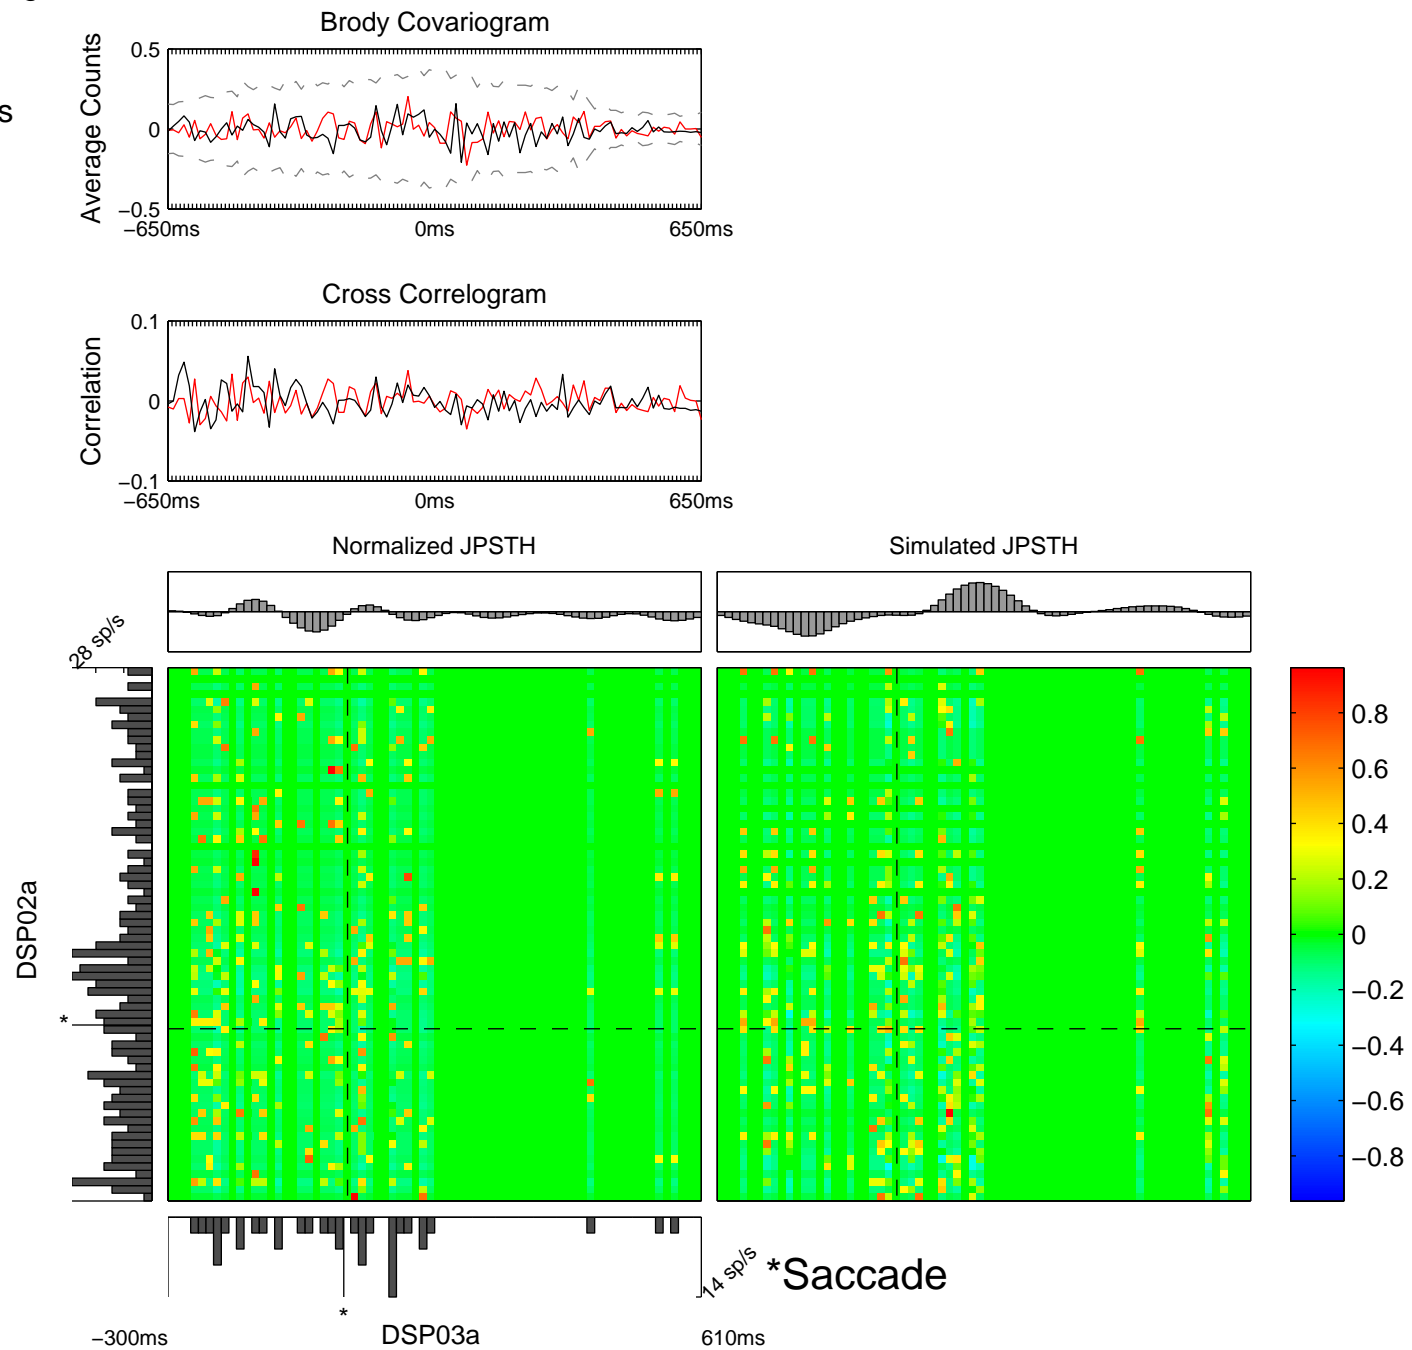 Brody Covariogram
Average Counts
0.5
0
−0.5
−650ms 0ms 650ms
s
Cross Correlogram
Correlation
0.1
0
−0.1
−650ms 0ms 650ms
Normalized JPSTH
Simulated JPSTH
28 sp/s
DSP02a
*
0.8
0.6
0.4
0.2
0
−0.2
−0.4
−0.6
−0.8
14 sp/s
*Saccade
*
−300ms DSP03a 610ms